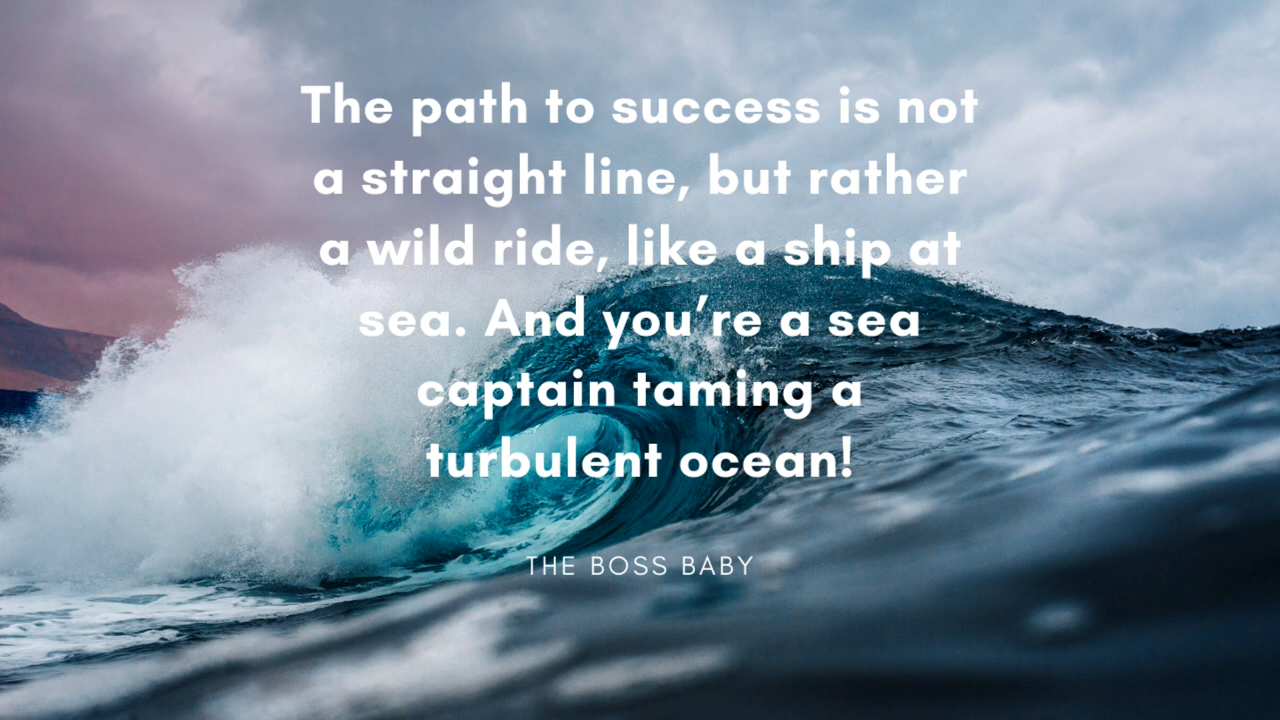 The path to success is not
a straight line, but rather
a wild ride, like a ship at
sea. And you’re a sea
captain taming a
turbulent ocean!
THE BOSS BABY